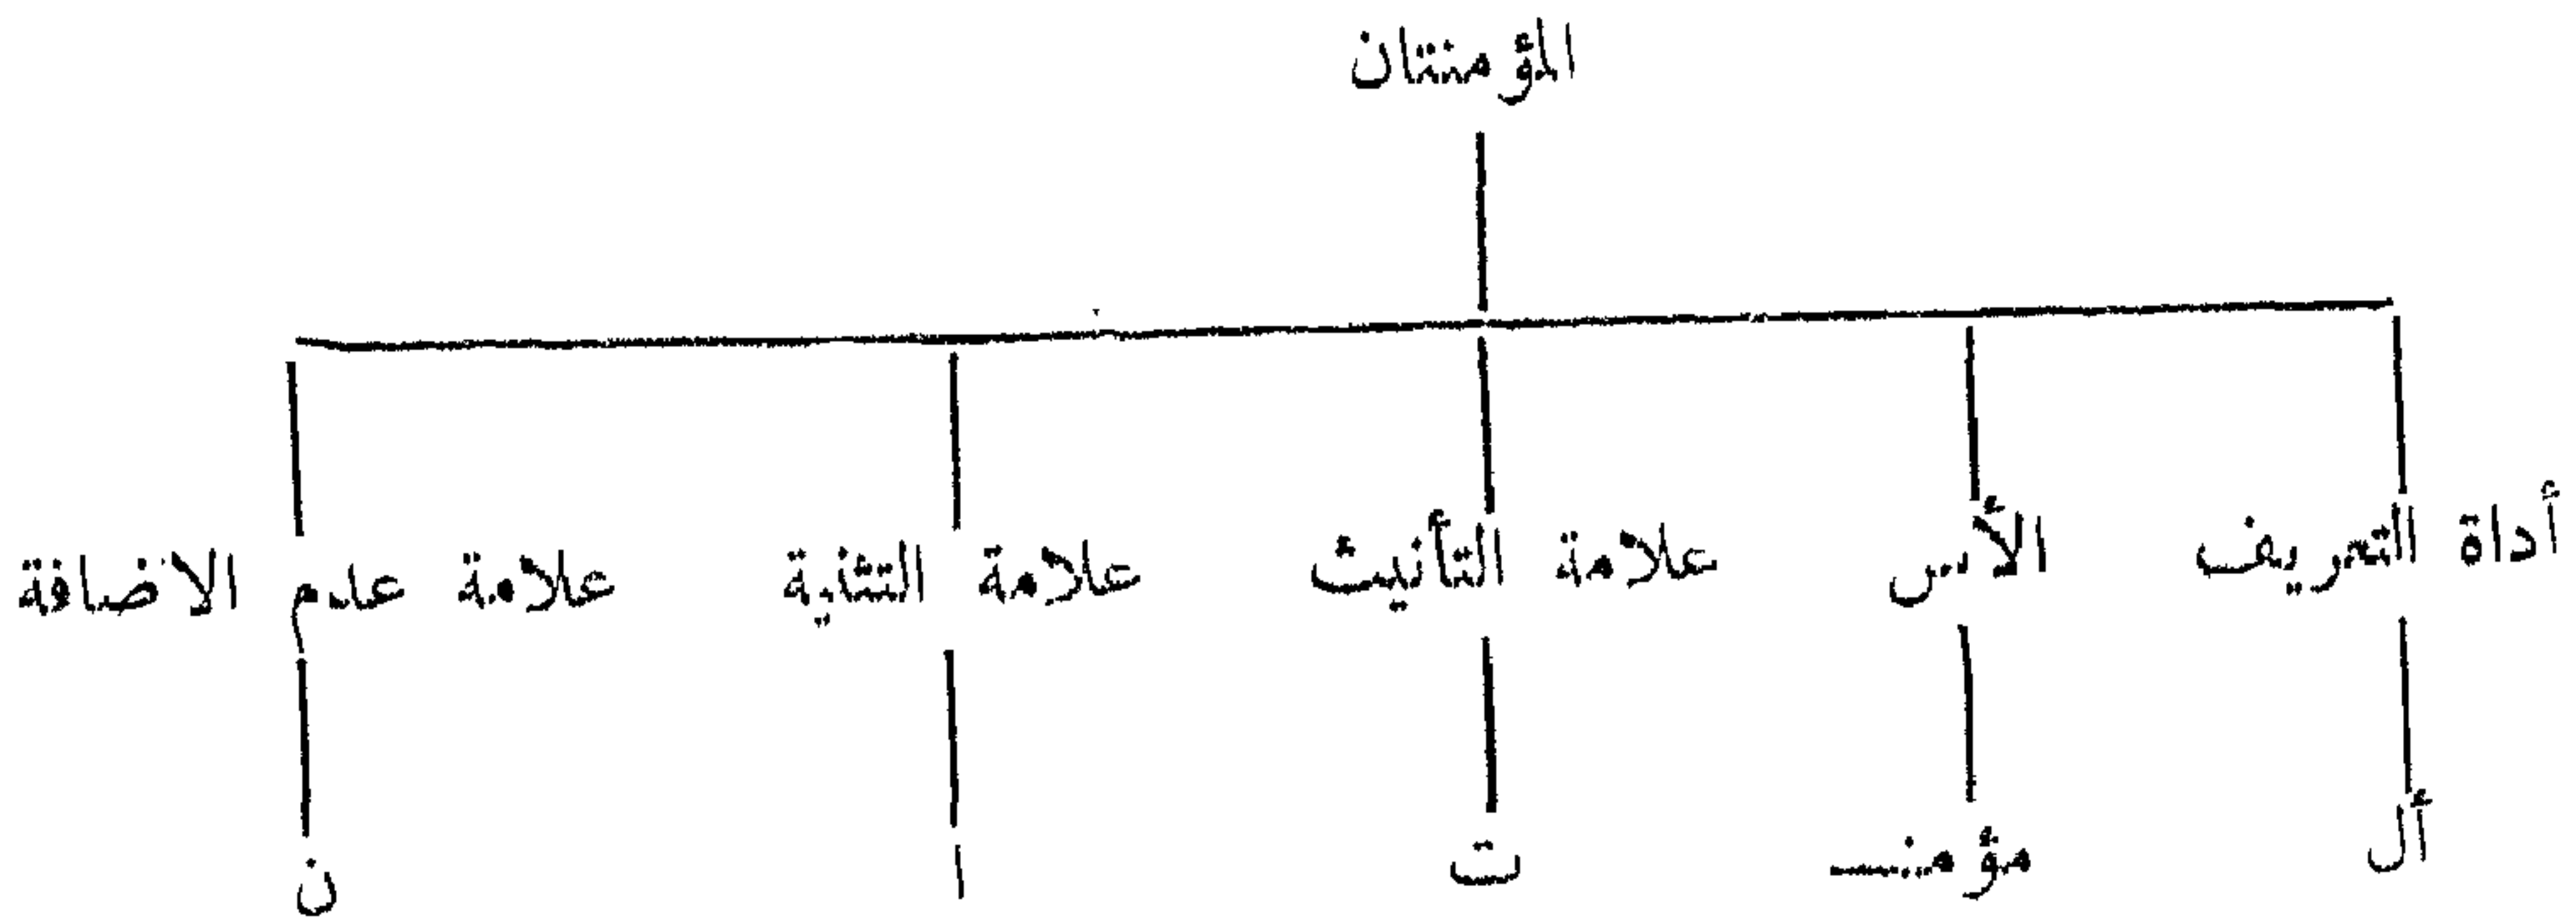 المؤمنتان
أداة التعريف الأس علامة التأنيث علامة التثنية علامة عدم الاضافة
أل مؤمنـ ت ا ن